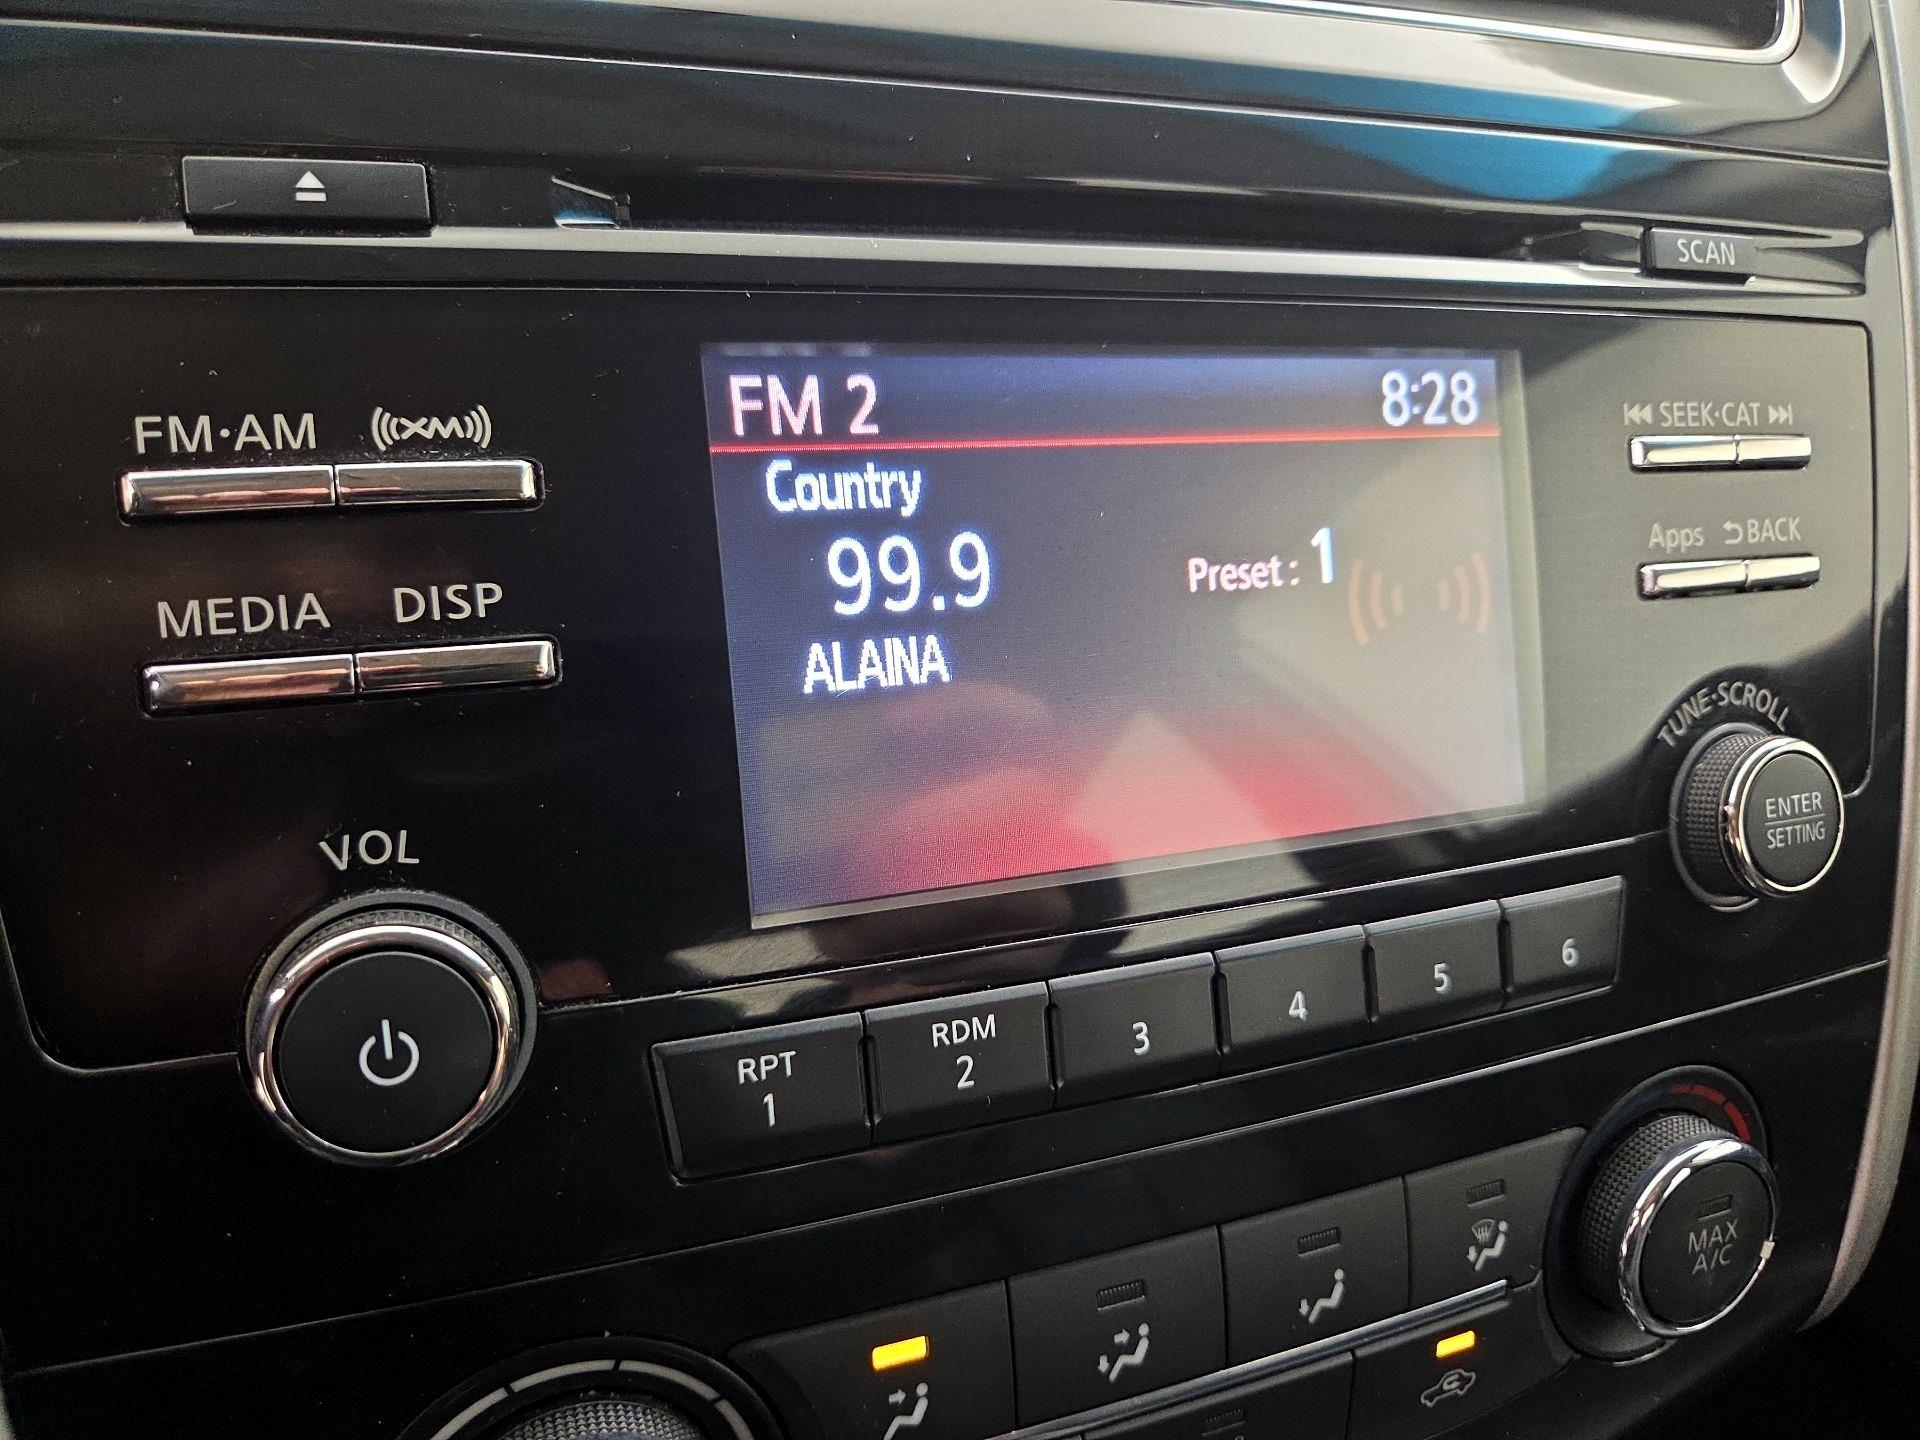 SCAN
FM·AM
((XM))
MEDIA DISP
VOL
FM 2 8:28
Country
99.9 Preset: 1
ALAINA
SEEK·CAT
Apps BACK
TUNE·SCROLL
ENTER
SETTING
RPT
1
RDM
2
3
4
5
6
MAX
A/C